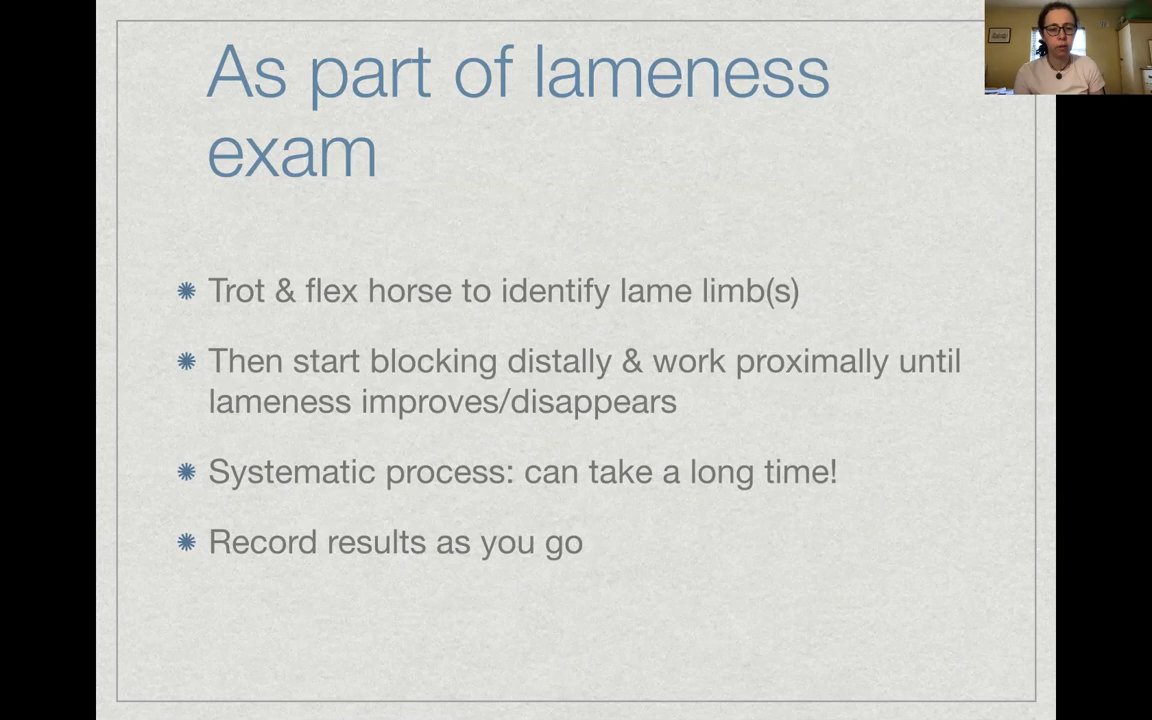 As part of lameness
exam
Trot & flex horse to identify lame limb(s)
Then start blocking distally & work proximally until
lameness improves/disappears
Systematic process: can take a long time!
Record results as you go